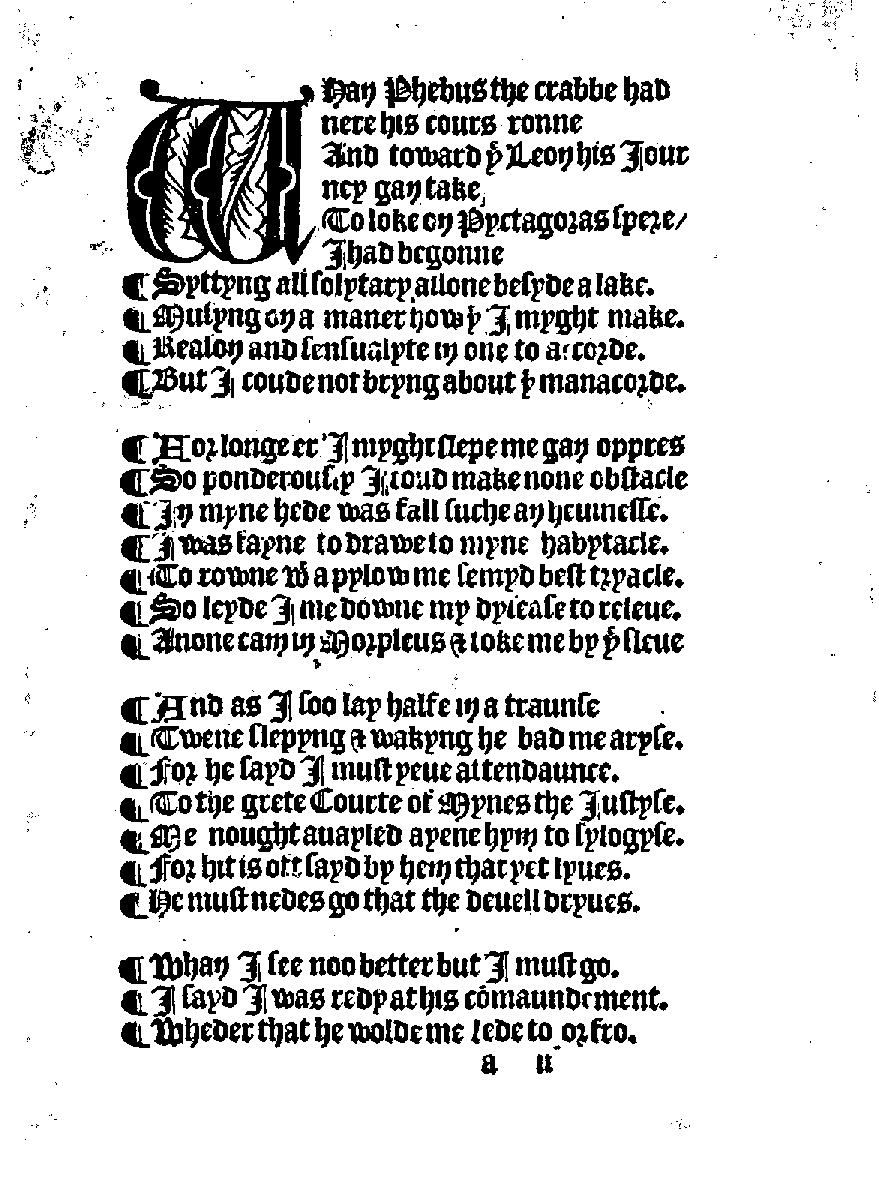 WHan Phebus the crabbe had
nere his cours ronne
And toward yͤ Leon his Jour
ney gan take
To loke on Pyctagoras spere/
J had begonne
¶ Syttyng all solytary allone besyde a lake.
¶ Musyng on a maner how yͭ J myght make.
¶ Reason and sensualyte in one to acorde.
¶ But J coude not bryng about yͭ manacorde.
¶ For longe er J myght slepe me gan oppres
¶ So ponderously J coud make none obstacle
¶ Jn myne hede was fall suche an heuinesse.
¶ J was fayne to drawe to myne habytacle.
¶ To rowne wͭ a pylow me semyd best tryacle.
¶ So leyde J me downe my dysease to releue.
¶ Anone cam in Morpleus & toke me by yͤ sleue
¶ And as J soo lay halfe in a traunse
¶ Twene slepyng & wakyng he bad me aryse.
¶ For he sayd J must yeue attendaunce.
¶ To the grete Courte of Mynes the Justyse.
¶ Me nought auayled ayene hym to sylogyse.
¶ For hit is oft sayd by hem that yet lyues.
¶ He must nedes go that the deuell dryues.
¶ Whan J see noo better but J must go.
¶ J sayd J was redy at his cōmaundement.
¶ Wheder that he wolde me lede to or fro.
a ii